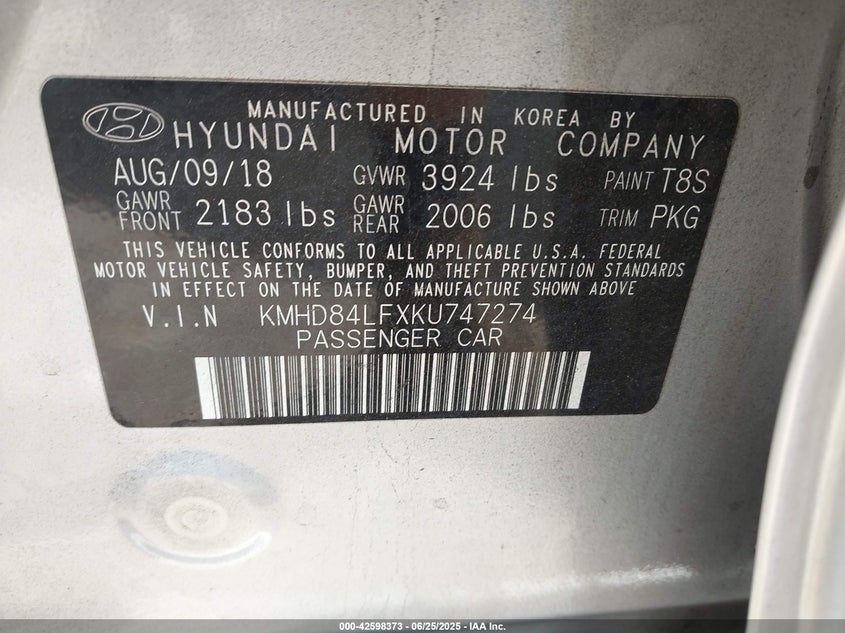 MANUFACTURED IN KOREA BY
HYUNDAI MOTOR COMPANY
AUG/09/18 GVWR 3924 lbs PAINT T8S
GAWR FRONT 2183 lbs GAWR REAR 2006 lbs TRIM PKG
THIS VEHICLE CONFORMS TO ALL APPLICABLE U.S.A. FEDERAL
MOTOR VEHICLE SAFETY, BUMPER, AND THEFT PREVENTION STANDARDS
IN EFFECT ON THE DATE OF MANUFACTURE SHOWN ABOVE
V.I.N KMHD84LFXKU747274
PASSENGER CAR
000-42598373 - 06/25/2025 - IAA Inc.